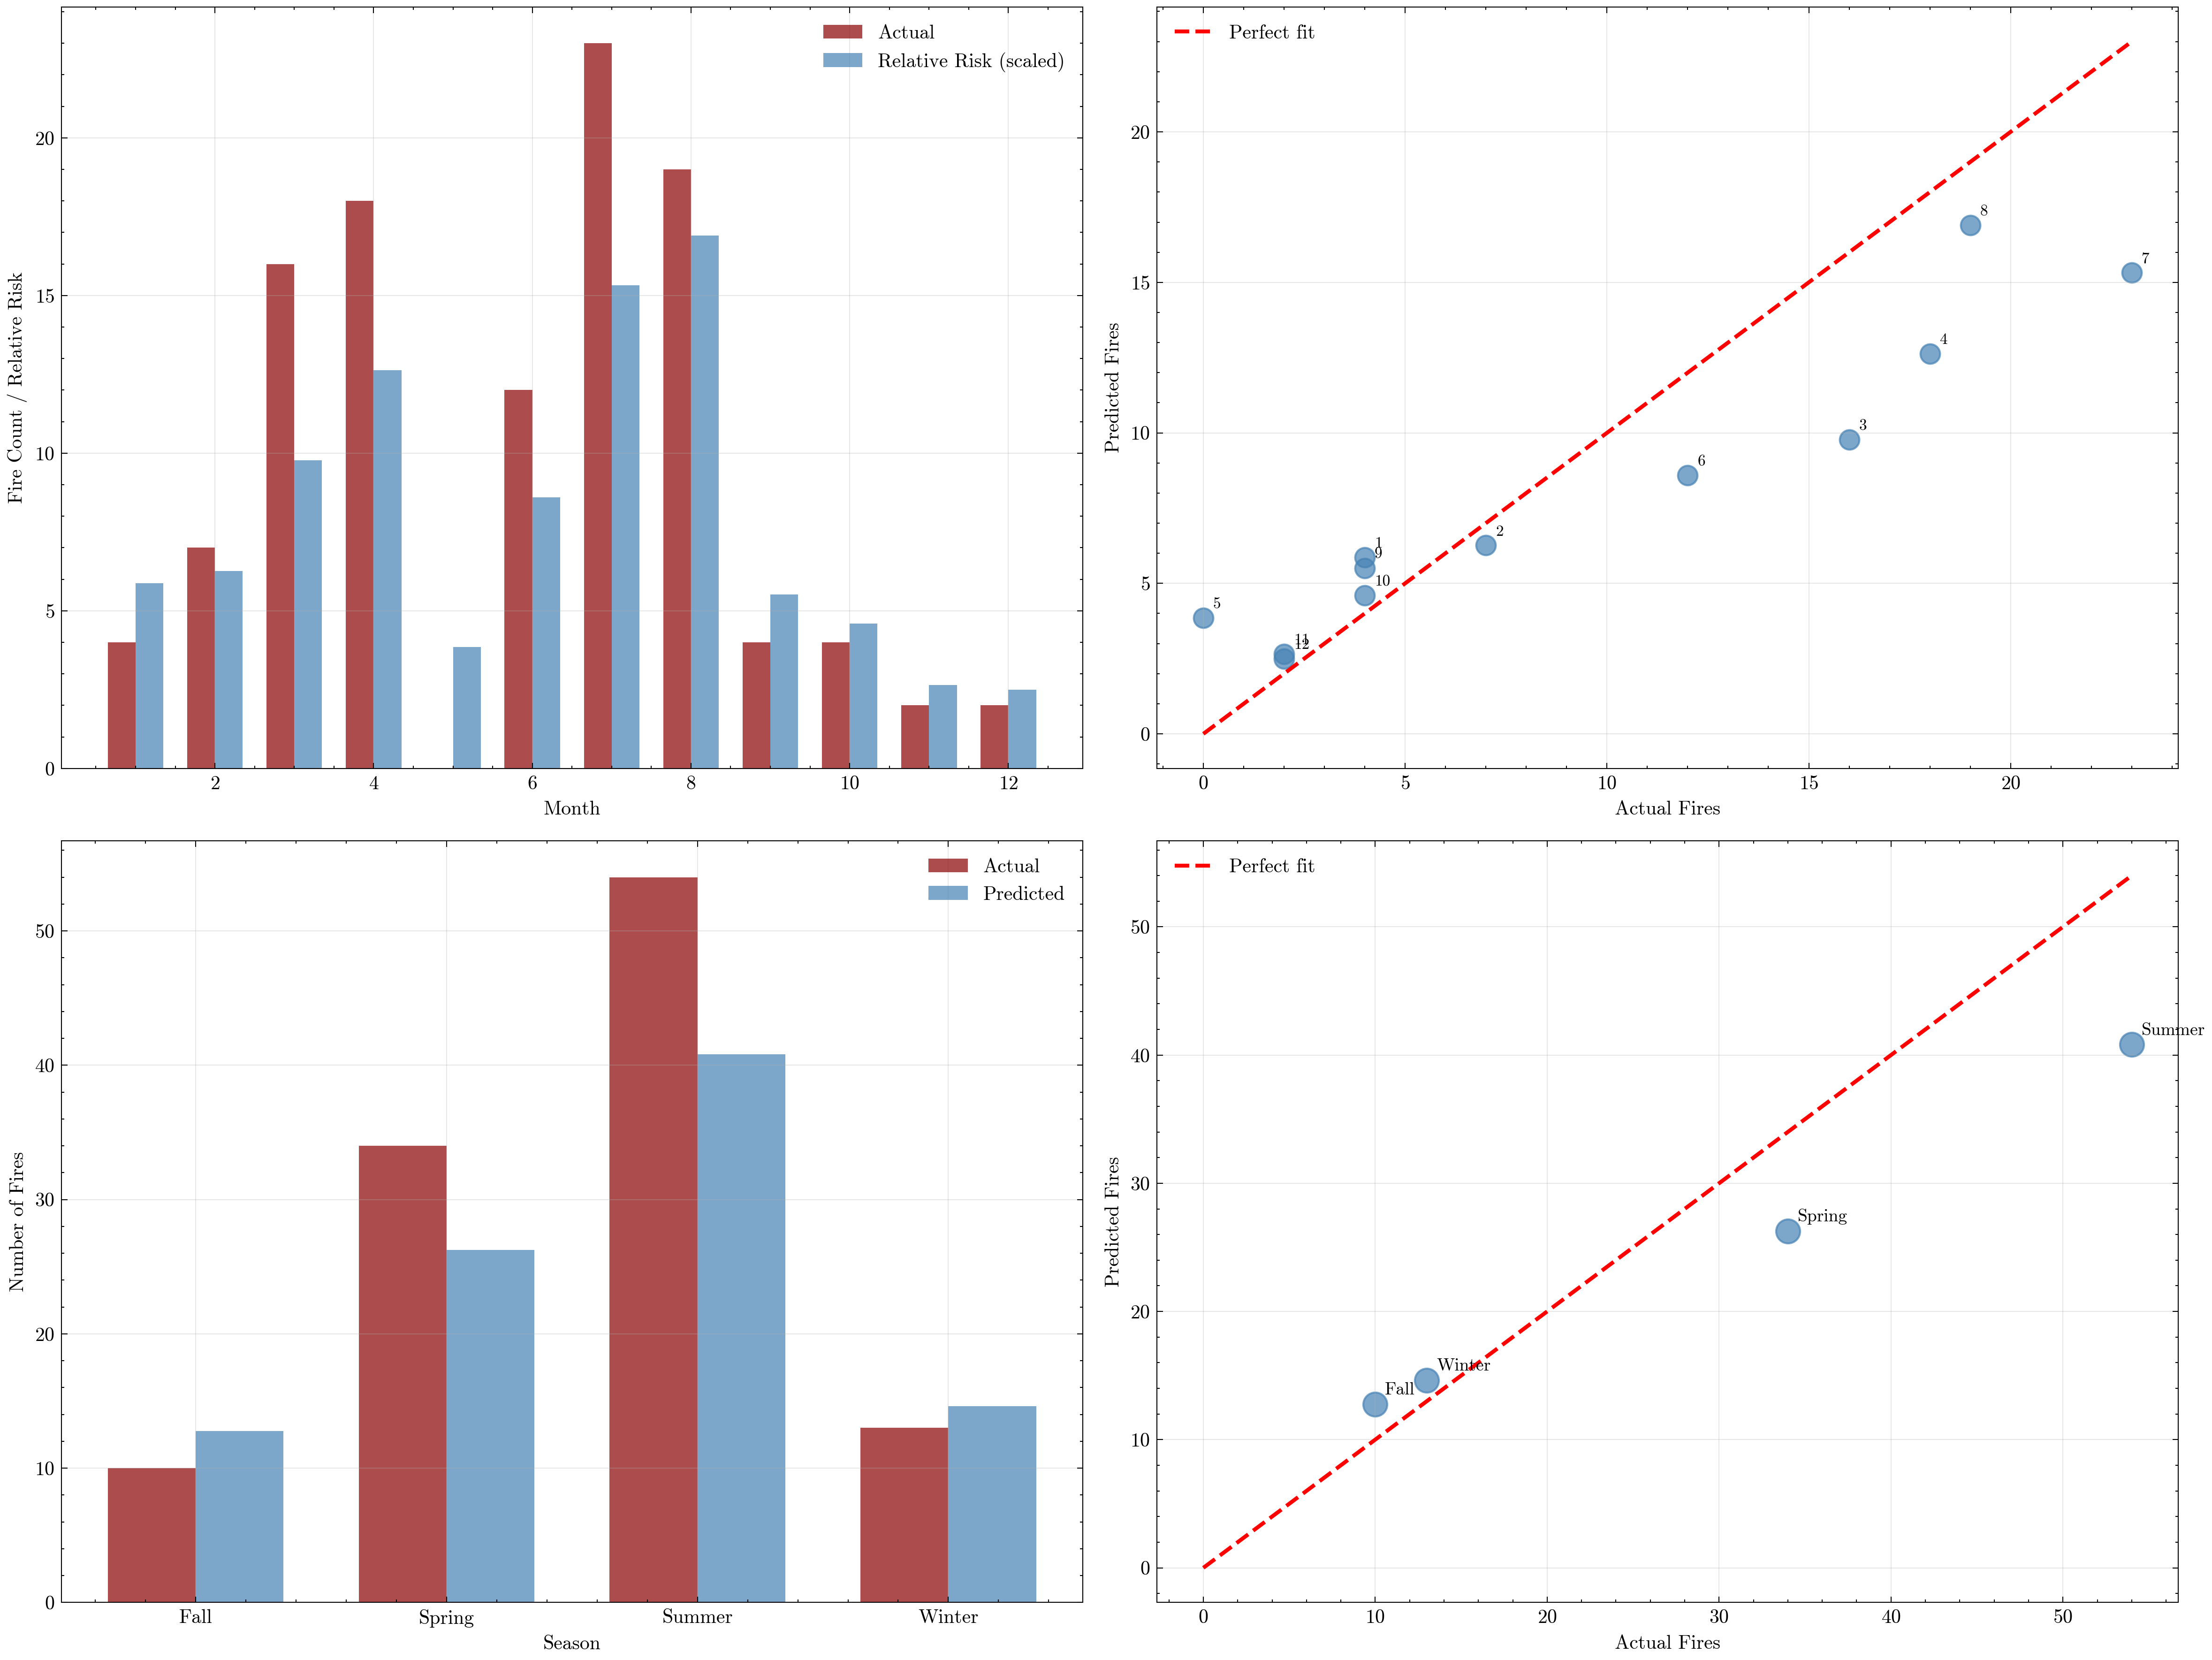 Actual
Relative Risk (scaled)
Fire Count / Relative Risk
20
15
10
5
0
2
4
6
8
10
12
Month
Perfect fit
Predicted Fires
20
15
10
5
0
8
7
4
3
6
2
1
9
10
5
11
12
0
5
10
15
20
Actual Fires
Actual
Predicted
Number of Fires
50
40
30
20
10
0
Fall
Spring
Summer
Winter
Season
Perfect fit
Predicted Fires
50
40
30
20
10
0
Summer
Spring
Winter
Fall
0
10
20
30
40
50
Actual Fires